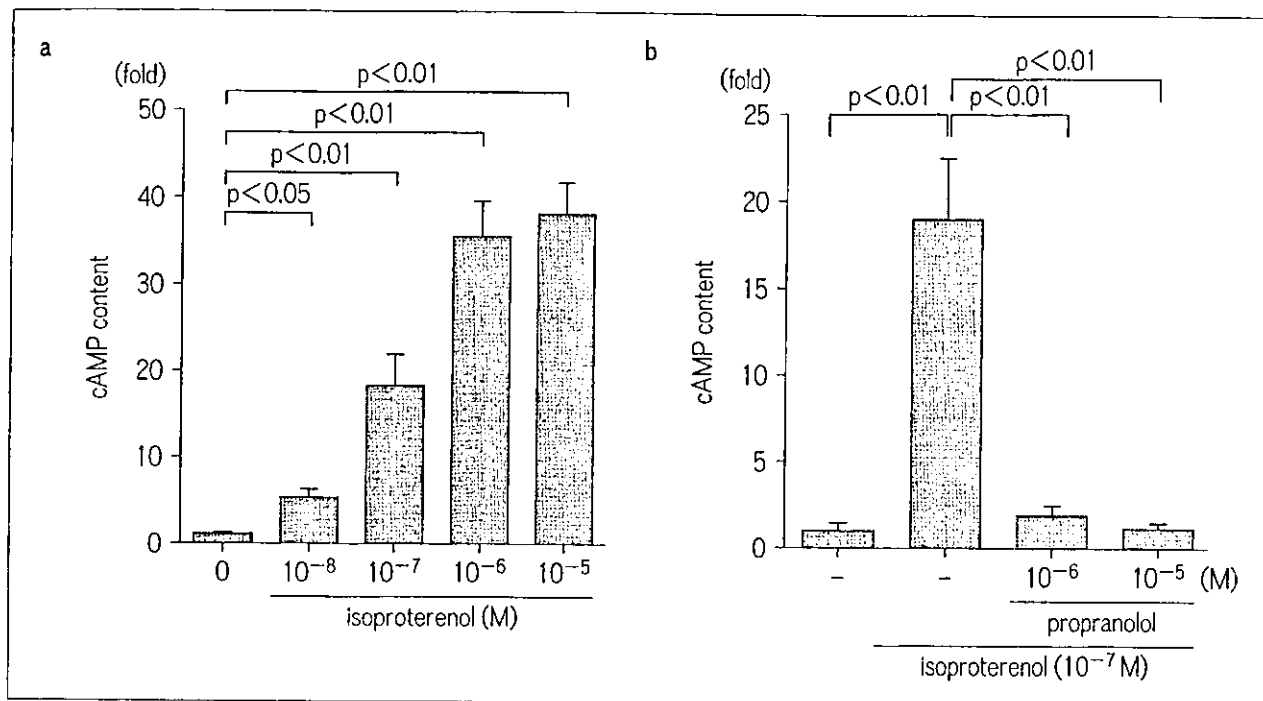 a
(fold)
p<0.01
p<0.01
p<0.01
p<0.05
50
40
30
20
10
0
cAMP content
0 10⁻⁸ 10⁻⁷ 10⁻⁶ 10⁻⁵
isoproterenol (M)
b
(fold)
p<0.01
p<0.01 p<0.01
25
20
15
10
5
0
cAMP content
– – 10⁻⁶ 10⁻⁵ (M)
propranolol
isoproterenol (10⁻⁷ M)